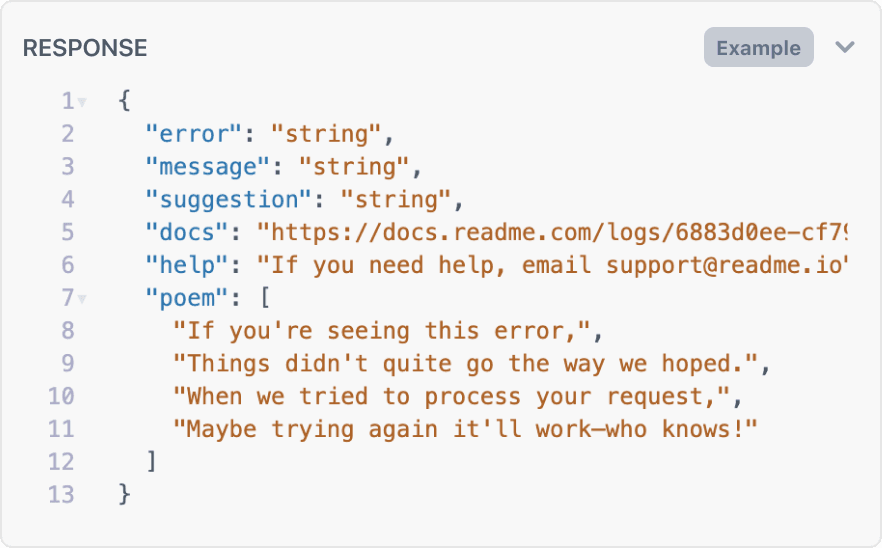 RESPONSE Example
1 {
2 "error": "string",
3 "message": "string",
4 "suggestion": "string",
5 "docs": "https://docs.readme.com/logs/6883d0ee-cf79
6 "help": "If you need help, email support@readme.io"
7 "poem": [
8 "If you're seeing this error,",
9 "Things didn't quite go the way we hoped.",
10 "When we tried to process your request,",
11 "Maybe trying again it'll work—who knows!"
12 ]
13 }